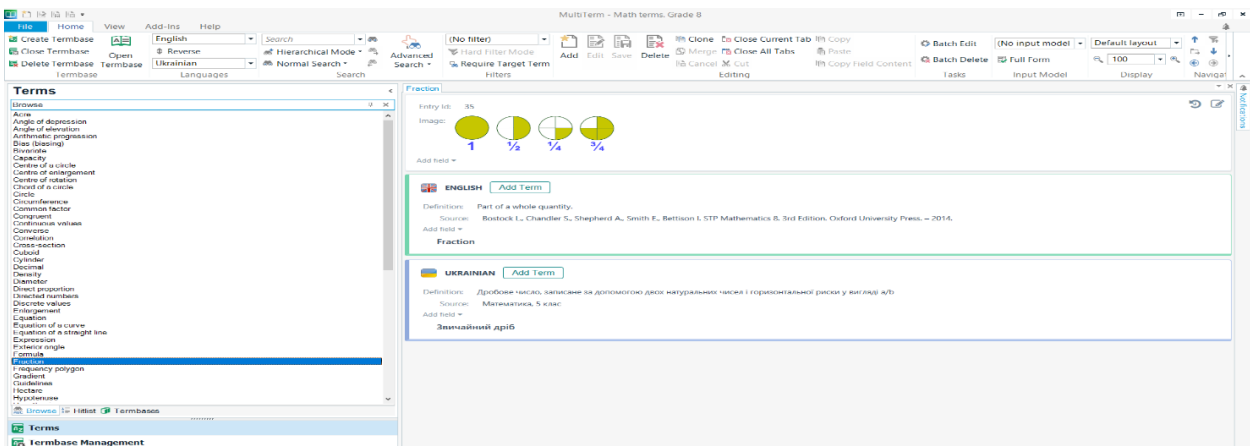 MultiTerm - Math terms. Grade 8
File Home View Add-Ins Help
Create Termbase
Close Termbase
Delete Termbase
Open Termbase
Termbase
English
Reverse
Ukrainian
Languages
Search
Hierarchical Mode
Normal Search
Advanced Search
Search
(No filter)
Hard Filter Mode
Require Target Term
Filters
Add Edit Save Delete
Clone Close Current Tab Copy
Merge Close All Tabs Paste
Cancel Cut Copy Field Content
Editing
Batch Edit
Batch Delete
Tasks
(No input model)
Full Form
Input Model
Default layout
100
Display
Navigat
Terms
Browse
Acre
Angle of depression
Angle of elevation
Arithmetic progression
Bias (biasing)
Bivariate
Capacity
Centre of a circle
Centre of enlargement
Centre of rotation
Chord of a circle
Circle
Circumference
Common factor
Congruent
Continuous values
Converse
Correlation
Cross-section
Cuboid
Cylinder
Decimal
Density
Diameter
Direct proportion
Directed numbers
Discrete values
Enlargement
Equation
Equation of a curve
Equation of a straight line
Expression
Exterior angle
Formula
Fraction
Frequency polygon
Gradient
Guidelines
Hectare
Hypotenuse
Browse Hitlist Termbases
Terms
Termbase Management
Fraction
Entry id: 35
Image:
1 ½ ¼ ¾
Add field
ENGLISH Add Term
Definition: Part of a whole quantity.
Source: Bostock L., Chandler S., Shepherd A., Smith E., Bettison I. STP Mathematics 8. 3rd Edition. Oxford University Press. – 2014.
Add field
Fraction
UKRAINIAN Add Term
Definition: Дробове число, записане за допомогою двох натуральних чисел і горизонтальної риски у вигляді a/b
Source: Математика, 5 клас
Add field
Звичайний дріб
Notifications